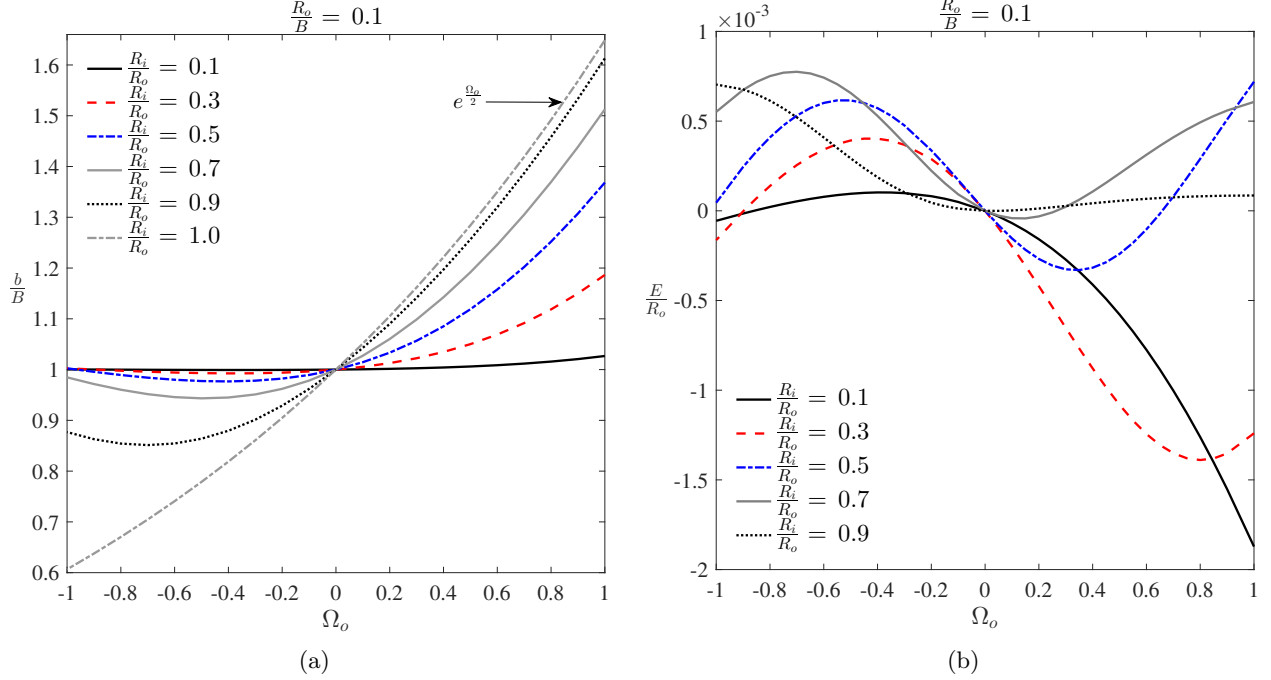 R_o/B = 0.1
R_i/R_o = 0.1
R_i/R_o = 0.3
R_i/R_o = 0.5
R_i/R_o = 0.7
R_i/R_o = 0.9
R_i/R_o = 1.0
e^{Ω_o/2}
1.6
1.5
1.4
1.3
1.2
1.1
1
0.9
0.8
0.7
0.6
b/B
-1 -0.8 -0.6 -0.4 -0.2 0 0.2 0.4 0.6 0.8 1
Ω_o
(a)
R_o/B = 0.1
×10^{-3}
1
0.5
0
-0.5
-1
-1.5
-2
E/R_o
R_i/R_o = 0.1
R_i/R_o = 0.3
R_i/R_o = 0.5
R_i/R_o = 0.7
R_i/R_o = 0.9
-1 -0.8 -0.6 -0.4 -0.2 0 0.2 0.4 0.6 0.8 1
Ω_o
(b)